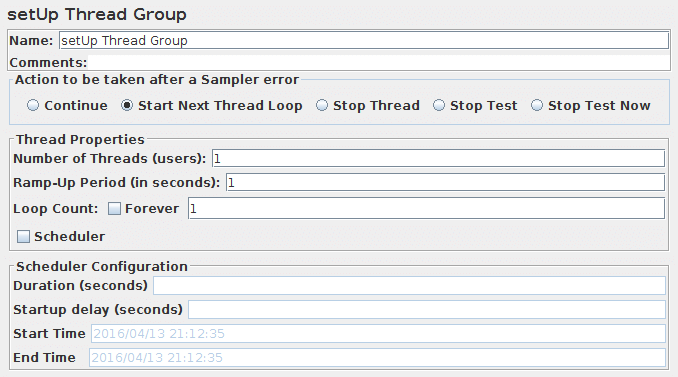 setUp Thread Group
Name: setUp Thread Group
Comments:
Action to be taken after a Sampler error
Continue Start Next Thread Loop Stop Thread Stop Test Stop Test Now
Thread Properties
Number of Threads (users): 1
Ramp-Up Period (in seconds): 1
Loop Count: Forever 1
Scheduler
Scheduler Configuration
Duration (seconds)
Startup delay (seconds)
Start Time 2016/04/13 21:12:35
End Time 2016/04/13 21:12:35